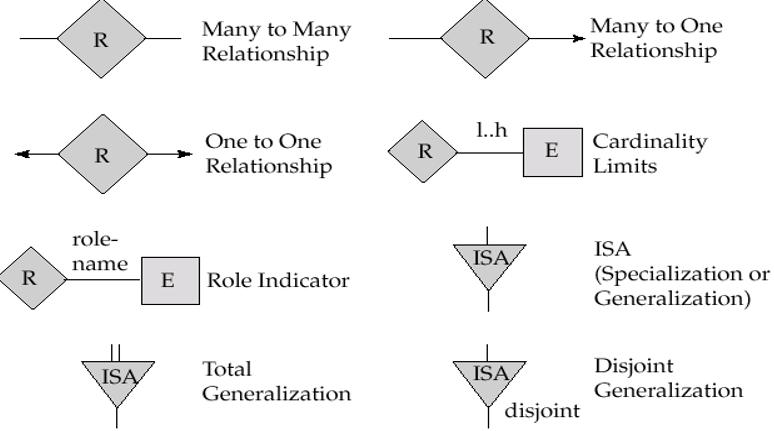 R
Many to Many
Relationship
R
Many to One
Relationship
R
One to One
Relationship
R
l..h
E
Cardinality
Limits
R
role-
name
E
Role Indicator
ISA
ISA
(Specialization or
Generalization)
ISA
Total
Generalization
ISA
disjoint
Disjoint
Generalization